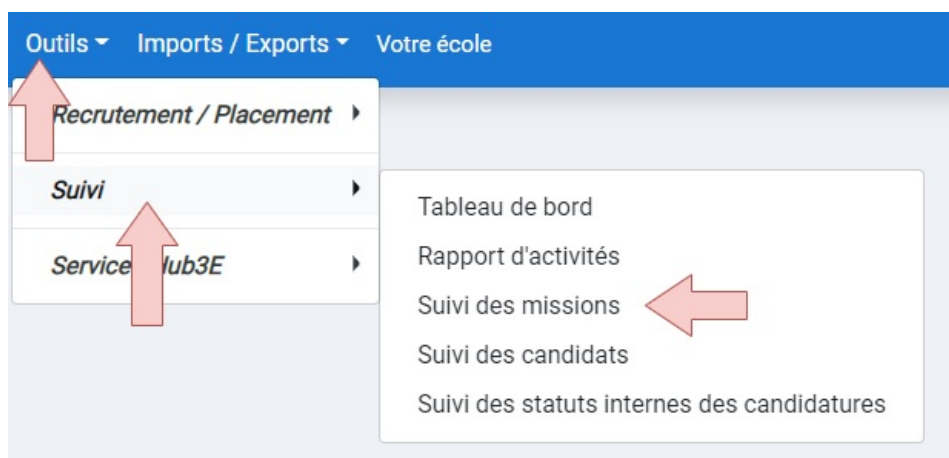 Outils Imports / Exports Votre école
Recrutement / Placement
Suivi
Tableau de bord
Rapport d'activités
Service Hub3E
Suivi des missions
Suivi des candidats
Suivi des statuts internes des candidatures